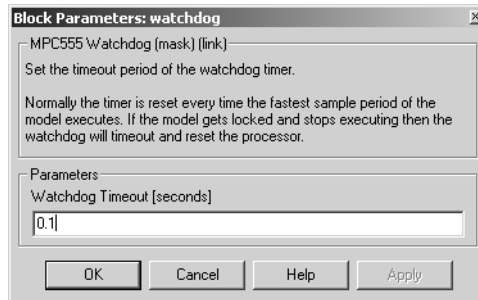 Block Parameters: watchdog
MPC555 Watchdog (mask) (link)
Set the timeout period of the watchdog timer.
Normally the timer is reset every time the fastest sample period of the
model executes. If the model gets locked and stops executing then the
watchdog will timeout and reset the processor.
Parameters
Watchdog Timeout [seconds]
0.1
OK Cancel Help Apply